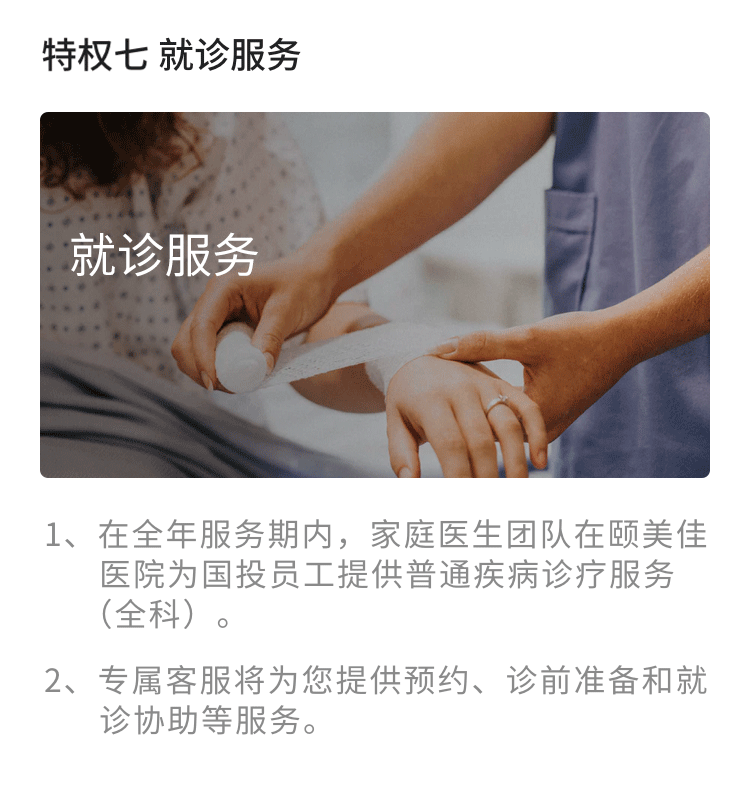 特权七 就诊服务
就诊服务
1、在全年服务期内，家庭医生团队在颐美佳
医院为国投员工提供普通疾病诊疗服务
（全科）。
2、专属客服将为您提供预约、诊前准备和就
诊协助等服务。